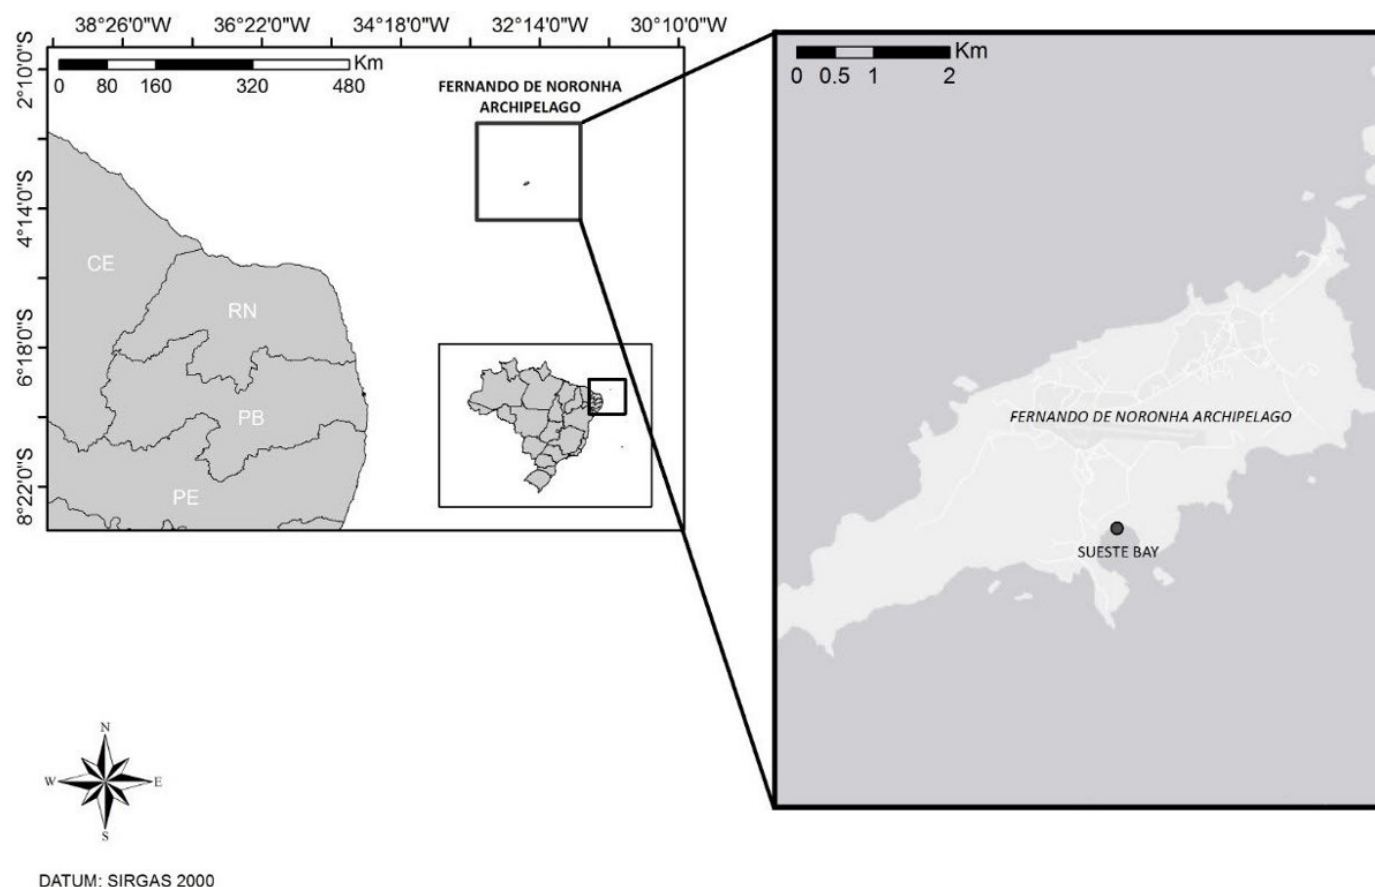 38°26'0"W 36°22'0"W 34°18'0"W 32°14'0"W 30°10'0"W
2°10'0"S
4°14'0"S
6°18'0"S
8°22'0"S
Km
0 80 160 320 480
FERNANDO DE NORONHA
ARCHIPELAGO
CE
RN
PB
PE
Km
0 0.5 1 2
FERNANDO DE NORONHA ARCHIPELAGO
SUESTE BAY
N
W E
S
DATUM: SIRGAS 2000